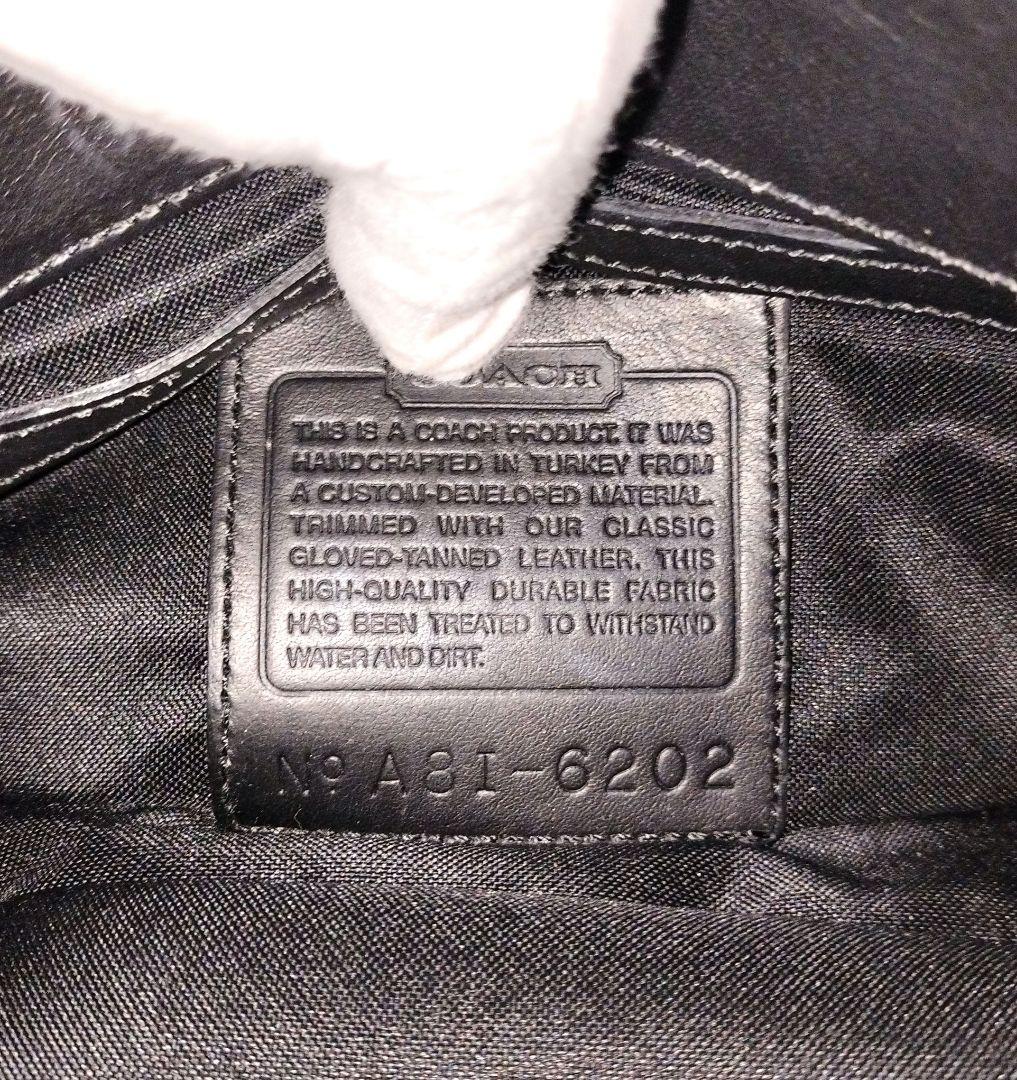 COACH
THIS IS A COACH PRODUCT. IT WAS
HANDCRAFTED IN TURKEY FROM
A CUSTOM-DEVELOPED MATERIAL.
TRIMMED WITH OUR CLASSIC
GLOVED-TANNED LEATHER. THIS
HIGH-QUALITY DURABLE FABRIC
HAS BEEN TREATED TO WITHSTAND
WATER AND DIRT.
No A8I-6202